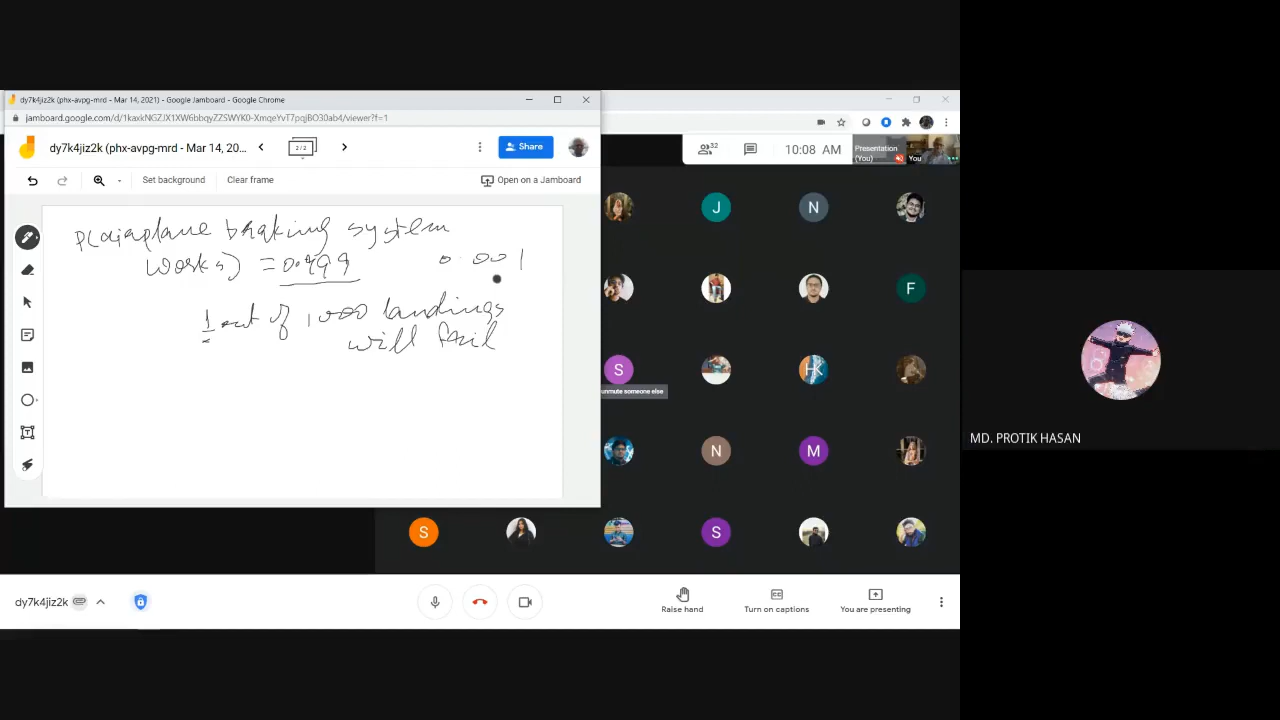 dy7k4jiz2k (phx-avpg-mrd - Mar 14, 2021) - Google Jamboard - Google Chrome
jamboard.google.com/d/1kaxkNGZJX1XW6bbqyZZSWYK0-XmqeYvT7pqjBO30ab4/viewer?f=1
dy7k4jiz2k (phx-avpg-mrd - Mar 14, 20...
2/2
Share
Set background
Clear frame
Open on a Jamboard
P(airplane braking system
works) = 0.999
0.001
1 out of 1000 landings
will fail
32
10:08 AM
Presentation
(You)
You
J
N
F
S
HK
unmute someone else
N
M
S
S
MD. PROTIK HASAN
dy7k4jiz2k
Raise hand
Turn on captions
You are presenting